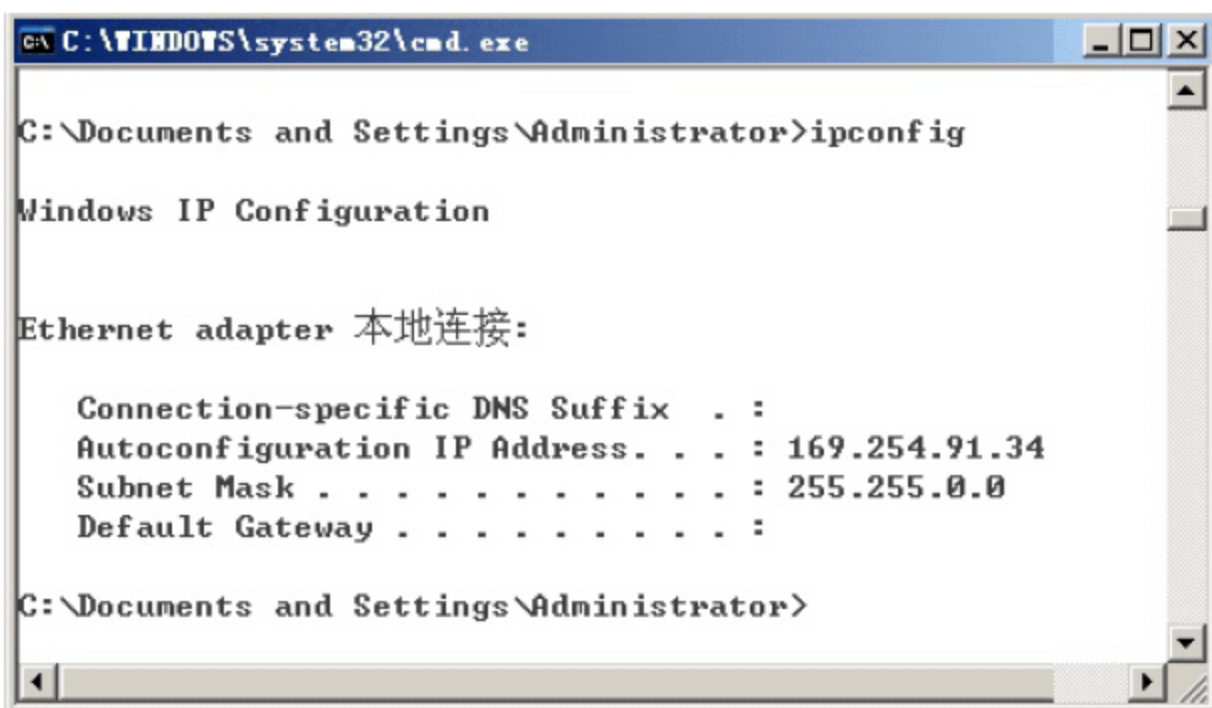 C:\WINDOWS\system32\cmd.exe
C:\Documents and Settings\Administrator>ipconfig
Windows IP Configuration
Ethernet adapter 本地连接:
Connection-specific DNS Suffix . :
Autoconfiguration IP Address. . . : 169.254.91.34
Subnet Mask . . . . . . . . . . . : 255.255.0.0
Default Gateway . . . . . . . . . :
C:\Documents and Settings\Administrator>